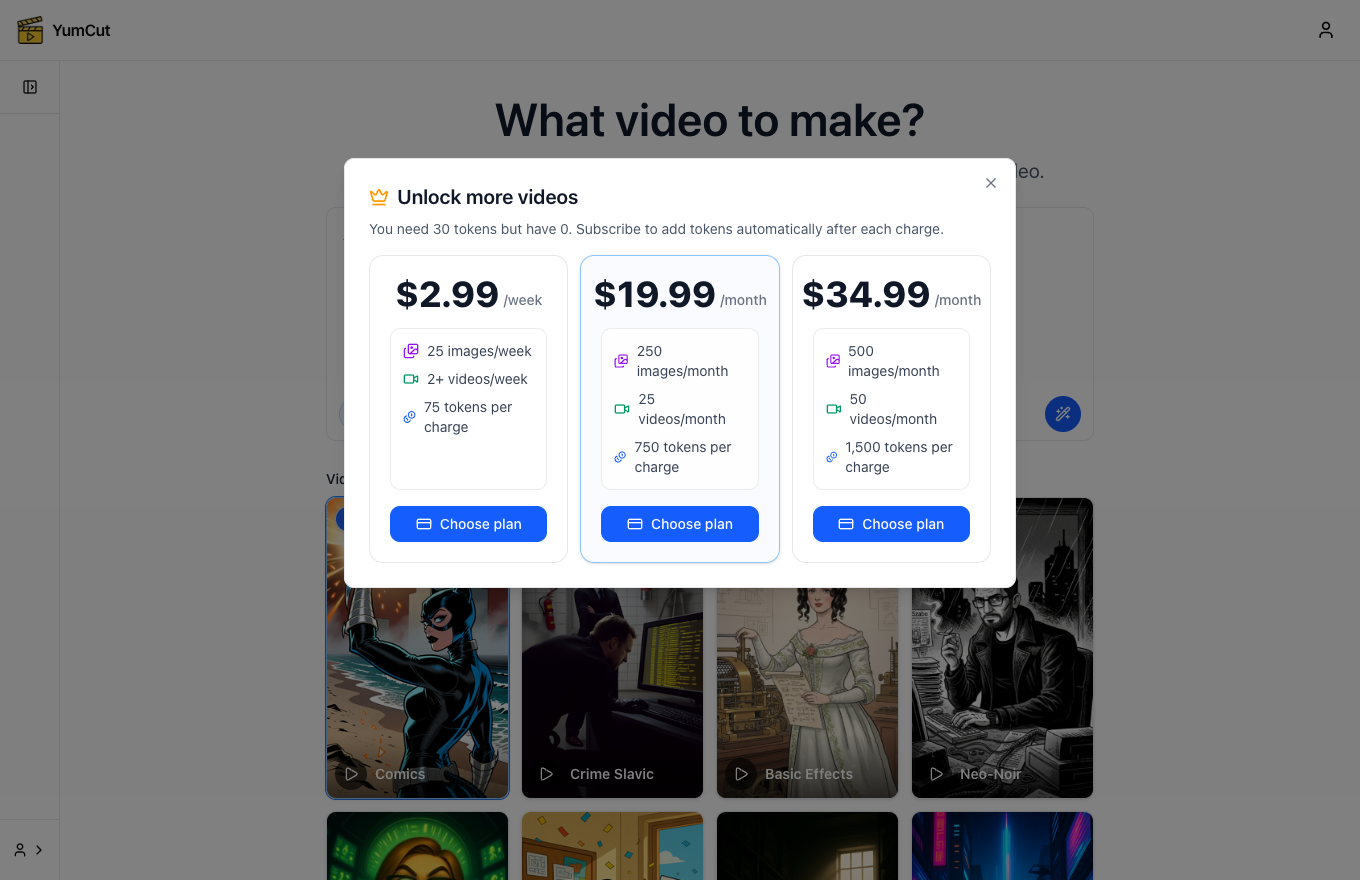 YumCut
What video to make?
eo.
Unlock more videos
You need 30 tokens but have 0. Subscribe to add tokens automatically after each charge.
$2.99 /week
25 images/week
2+ videos/week
75 tokens per
charge
Choose plan
$19.99 /month
250
images/month
25
videos/month
750 tokens per
charge
Choose plan
$34.99 /month
500
images/month
50
videos/month
1,500 tokens per
charge
Choose plan
Comics
Crime Slavic
Basic Effects
Neo-Noir